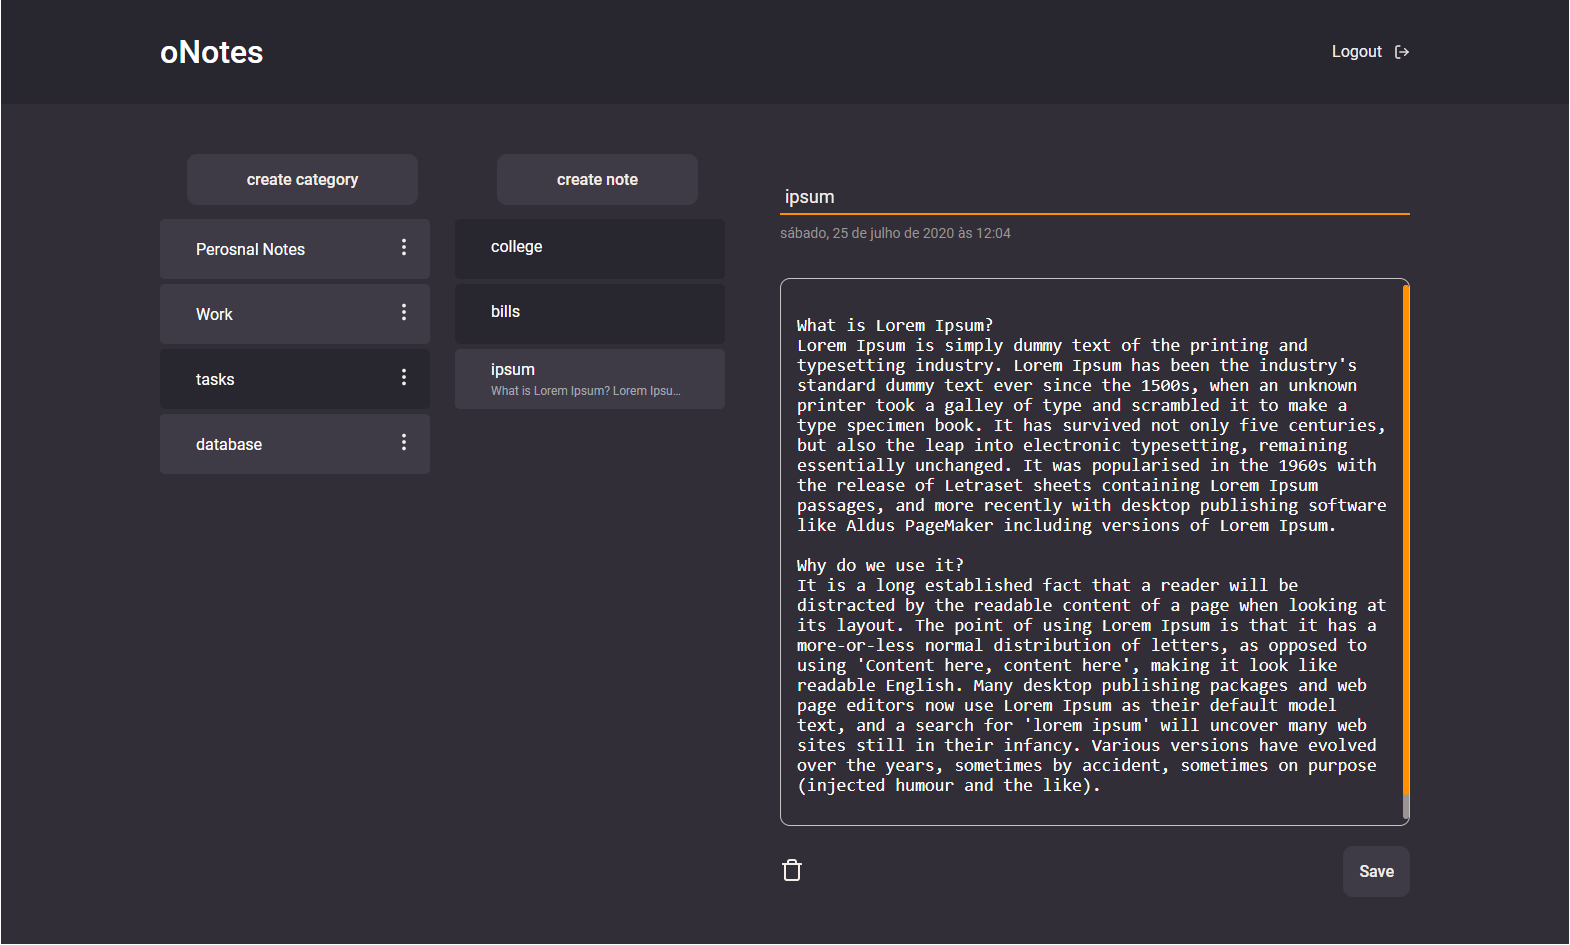 oNotes
Logout
create category
create note
Perosnal Notes
Work
tasks
database
college
bills
ipsum
What is Lorem Ipsum? Lorem Ipsu...
ipsum
sábado, 25 de julho de 2020 às 12:04
What is Lorem Ipsum?
Lorem Ipsum is simply dummy text of the printing and
typesetting industry. Lorem Ipsum has been the industry's
standard dummy text ever since the 1500s, when an unknown
printer took a galley of type and scrambled it to make a
type specimen book. It has survived not only five centuries,
but also the leap into electronic typesetting, remaining
essentially unchanged. It was popularised in the 1960s with
the release of Letraset sheets containing Lorem Ipsum
passages, and more recently with desktop publishing software
like Aldus PageMaker including versions of Lorem Ipsum.
Why do we use it?
It is a long established fact that a reader will be
distracted by the readable content of a page when looking at
its layout. The point of using Lorem Ipsum is that it has a
more-or-less normal distribution of letters, as opposed to
using 'Content here, content here', making it look like
readable English. Many desktop publishing packages and web
page editors now use Lorem Ipsum as their default model
text, and a search for 'lorem ipsum' will uncover many web
sites still in their infancy. Various versions have evolved
over the years, sometimes by accident, sometimes on purpose
(injected humour and the like).
Save